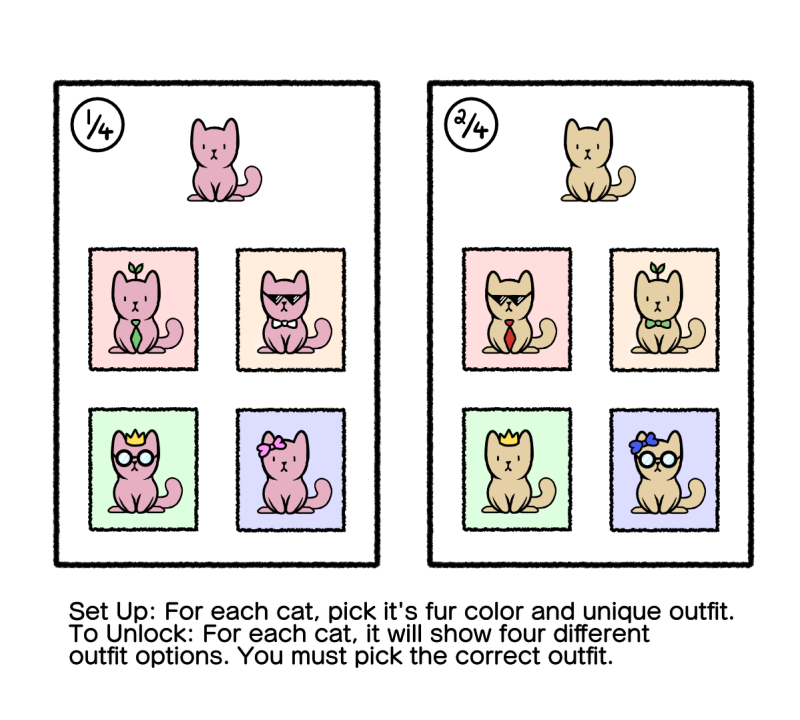 1/4
2/4
Set Up: For each cat, pick it's fur color and unique outfit.
To Unlock: For each cat, it will show four different
outfit options. You must pick the correct outfit.